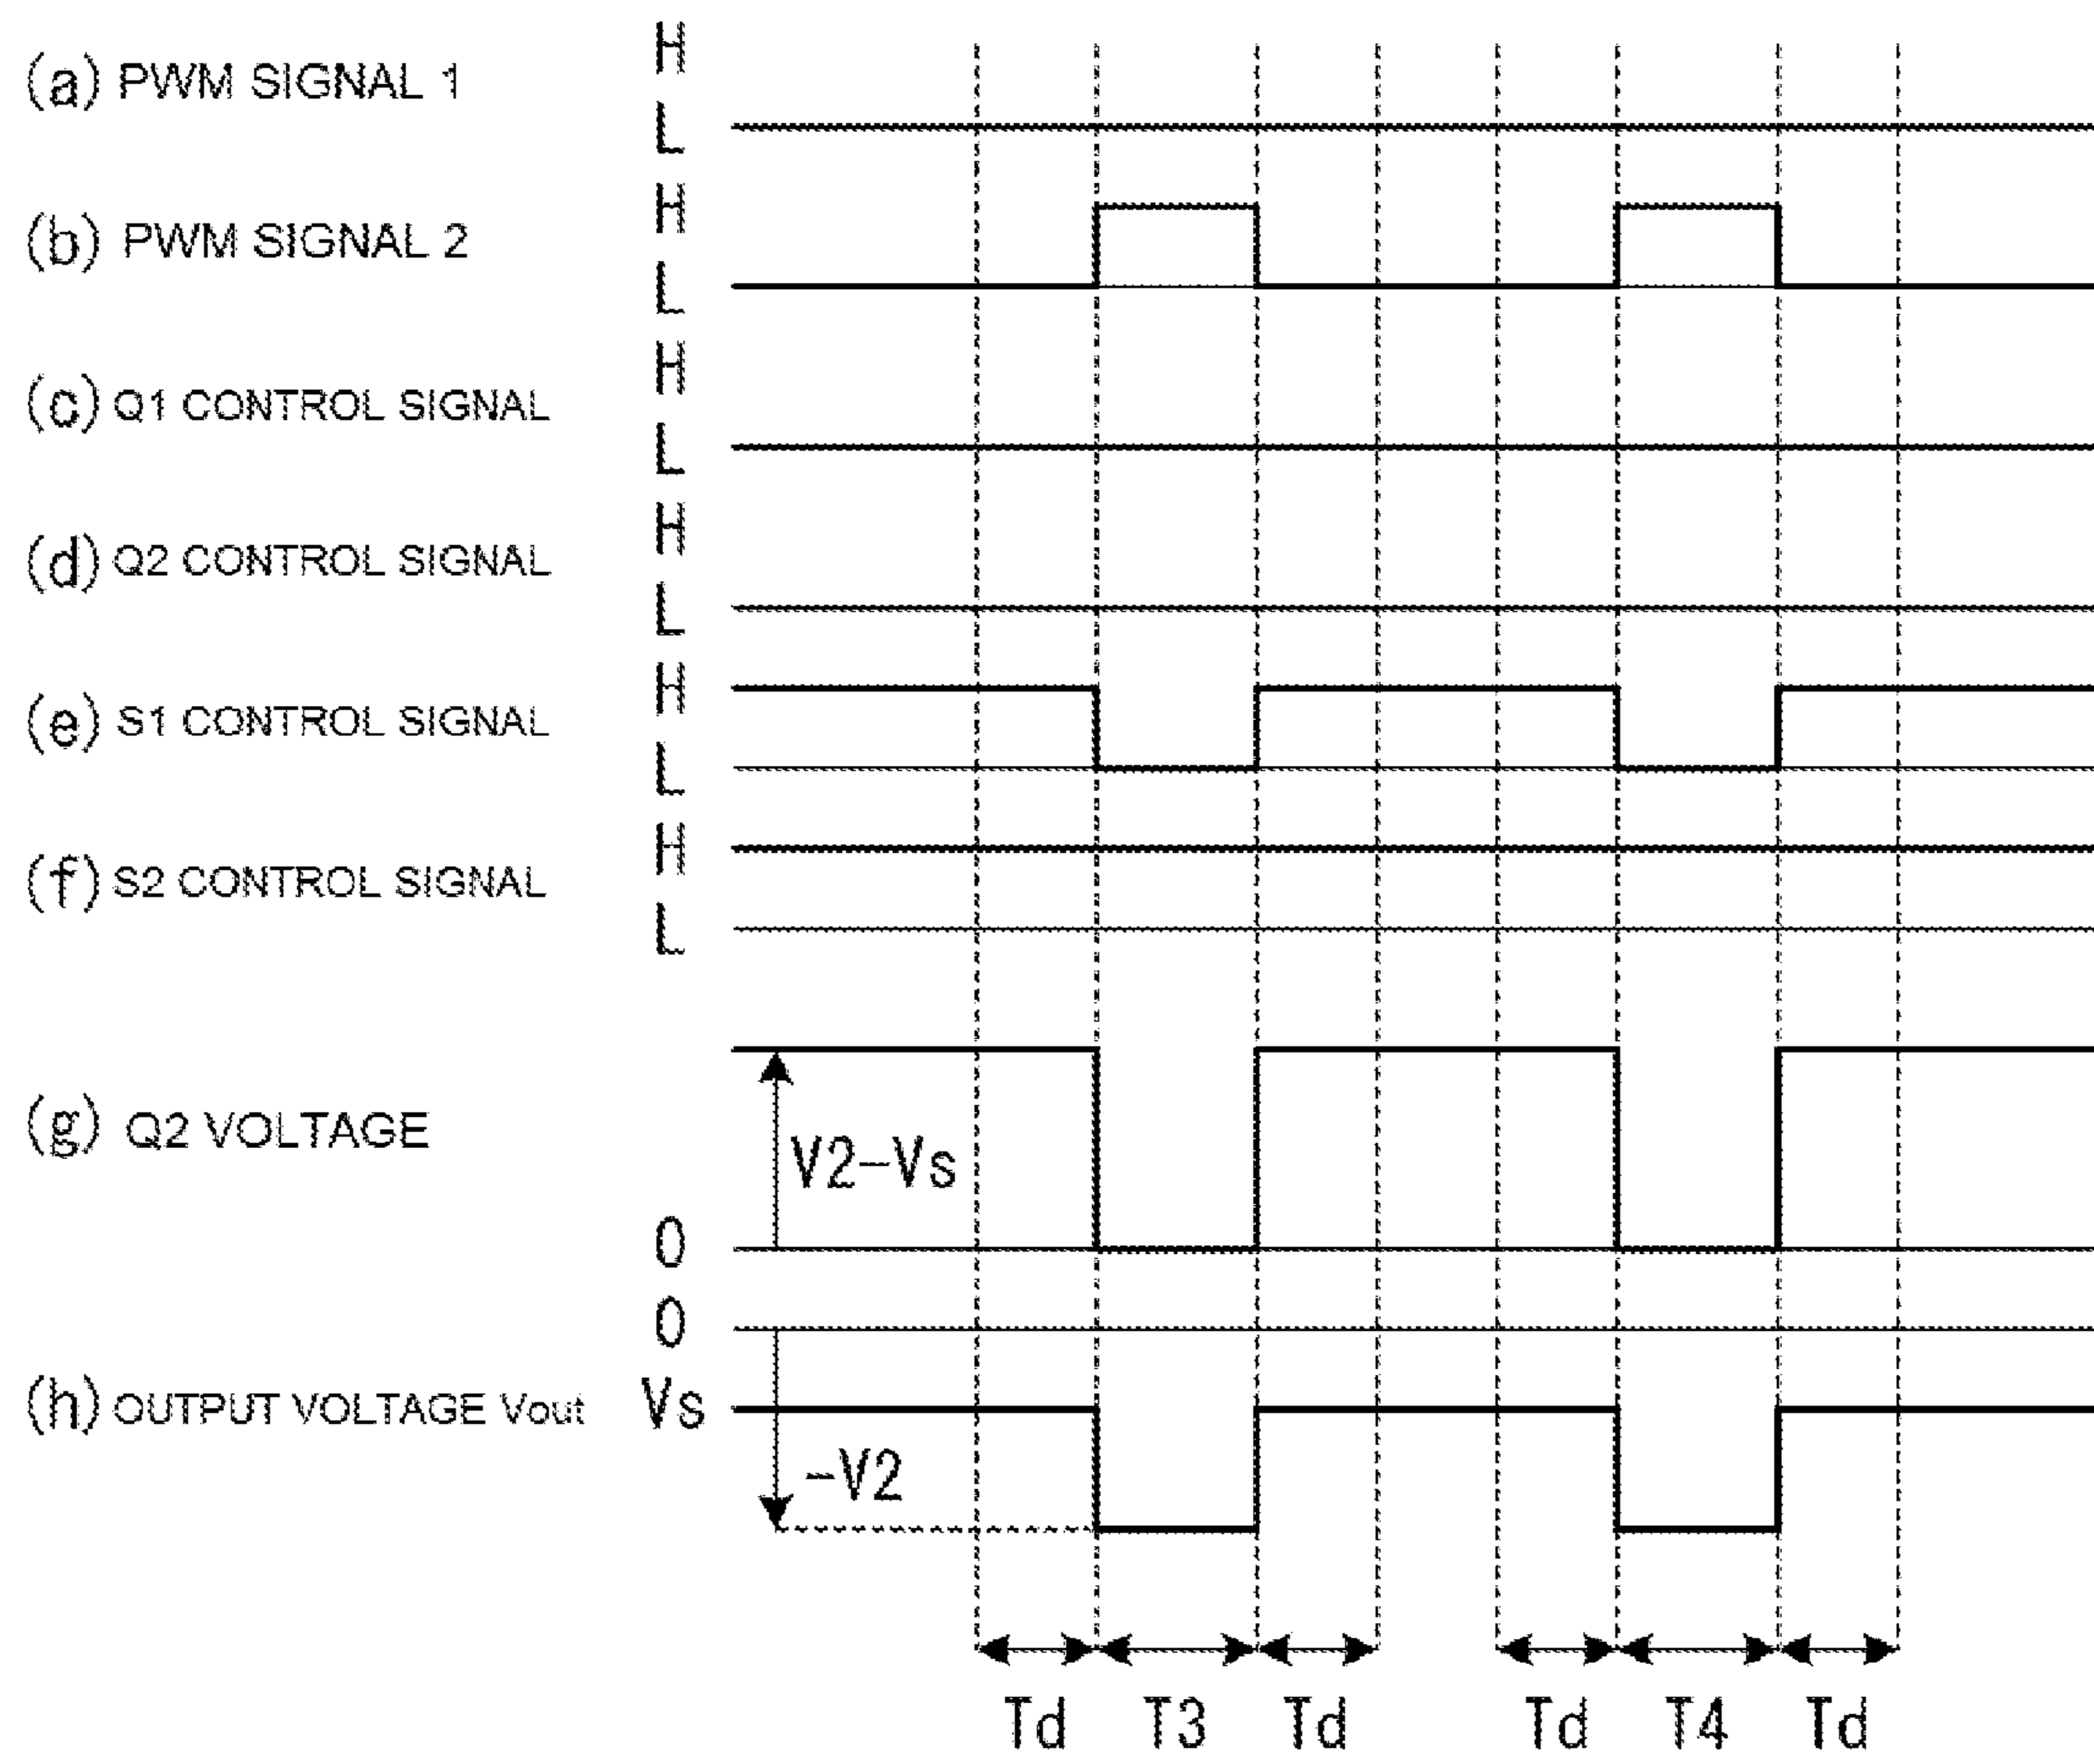 (a) PWM SIGNAL 1
H
L
(b) PWM SIGNAL 2
H
L
(c) Q1 CONTROL SIGNAL
H
L
(d) Q2 CONTROL SIGNAL
H
L
(e) S1 CONTROL SIGNAL
H
L
(f) S2 CONTROL SIGNAL
H
L
(g) Q2 VOLTAGE
V2-Vs
0
0
(h) OUTPUT VOLTAGE Vout
Vs
-V2
Td T3 Td Td T4 Td